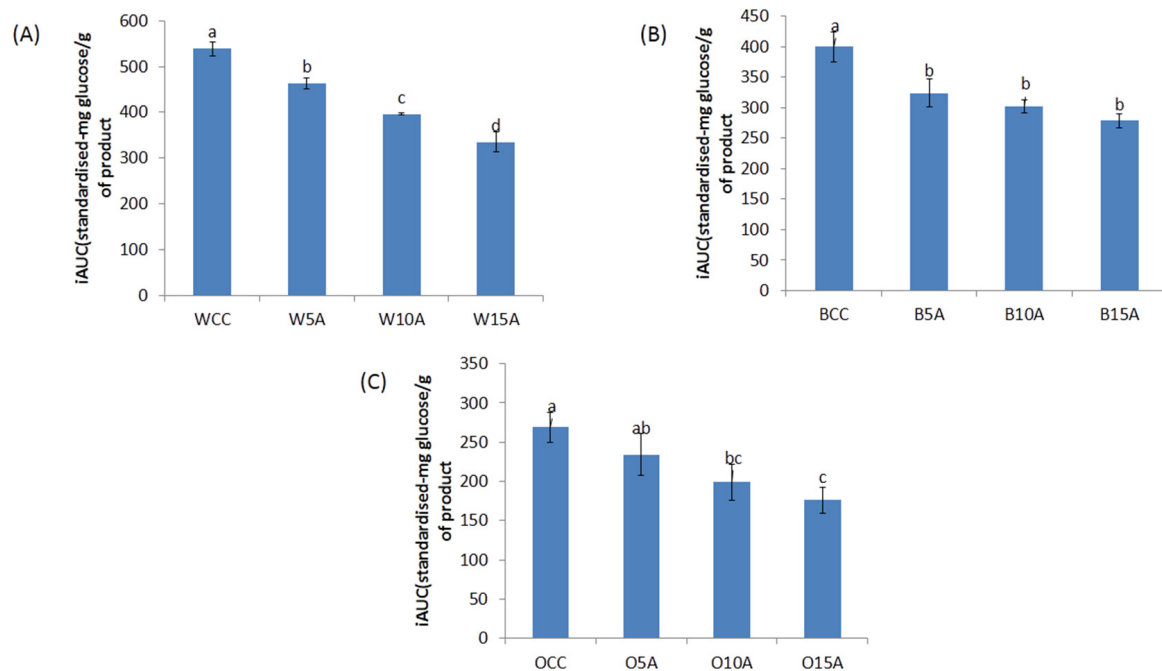 (A)
iAUC(standardised-mg glucose/g
of product
600
500
400
300
200
100
0
a
b
c
d
WCC W5A W10A W15A
(B)
iAUC(standardised-mg glucose/g
of product
450
400
350
300
250
200
150
100
50
0
a
b
b
b
BCC B5A B10A B15A
(C)
iAUC(standardised-mg glucose/g
of product
350
300
250
200
150
100
50
0
a
ab
bc
c
OCC O5A O10A O15A